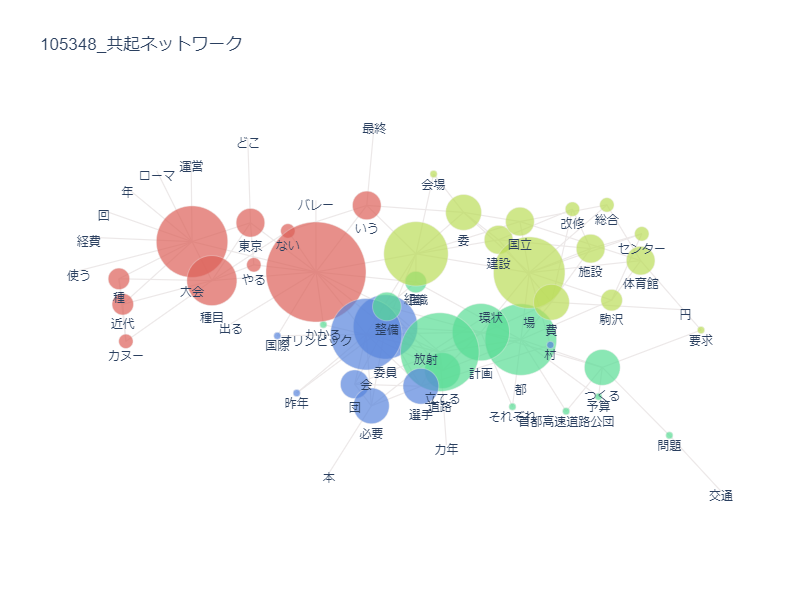 105348_共起ネットワーク
最終
どこ
運営
ローマ
会場
年
バレー
回
総合
改修
いう
経費
東京
ない
委
国立
センター
建設
施設
使う
やる
体育館
大会
種
円
環状
種目
場
駒沢
近代
出る
整備
費
かかる
オリンピック
要求
国際
カヌー
村
放射
委員
計画
会
都
つくる
立てる
昨年
団
道路
予算
選手
それぞれ
首都高速道路公団
必要
問題
カ年
本
交通